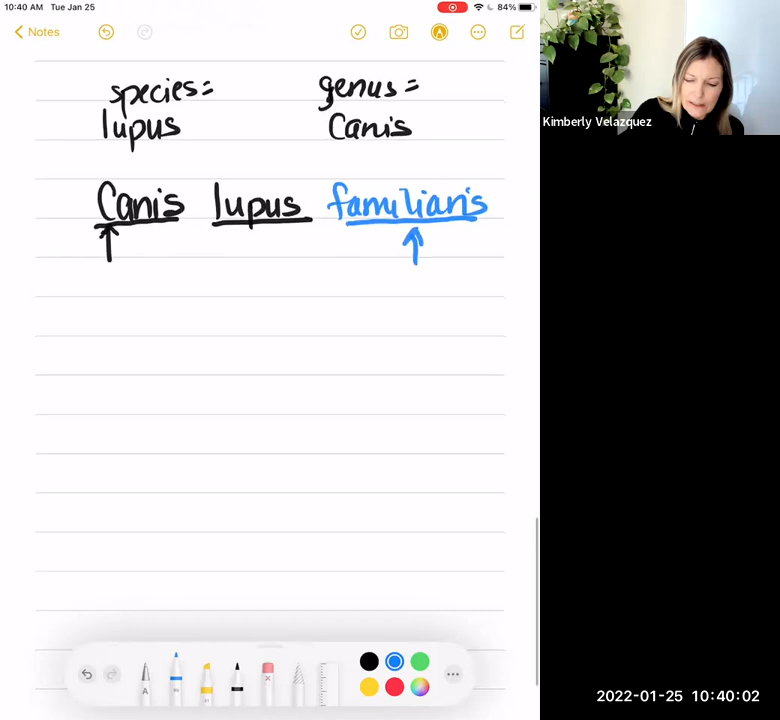 10:40 AM Tue Jan 25 84%
Notes
species= genus=
lupus Canis
Canis lupus familiaris
Kimberly Velazquez
A
2022-01-25 10:40:02